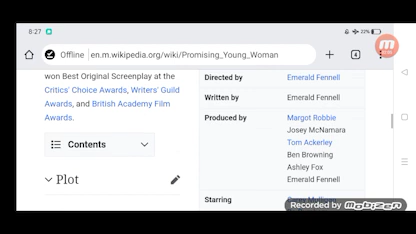 8:27
22%
Offline en.m.wikipedia.org/wiki/Promising_Young_Woman
4
won Best Original Screenplay at the
Critics' Choice Awards, Writers' Guild
Awards, and British Academy Film
Awards.
Contents
Plot
Directed by Emerald Fennell
Written by Emerald Fennell
Produced by Margot Robbie
Josey McNamara
Tom Ackerley
Ben Browning
Ashley Fox
Emerald Fennell
Starring
Recorded by Mobizen